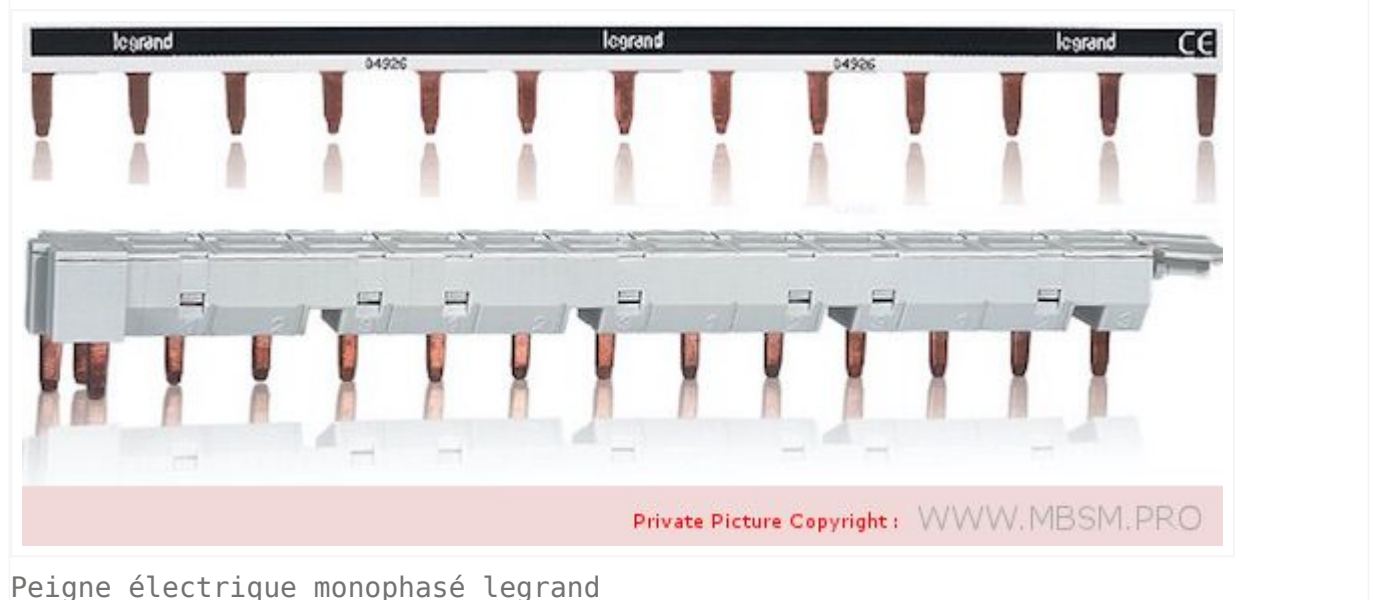 legrand legrand legrand CE
04926 04926
Private Picture Copyright : WWW.MBSM.PRO
Peigne électrique monophasé legrand